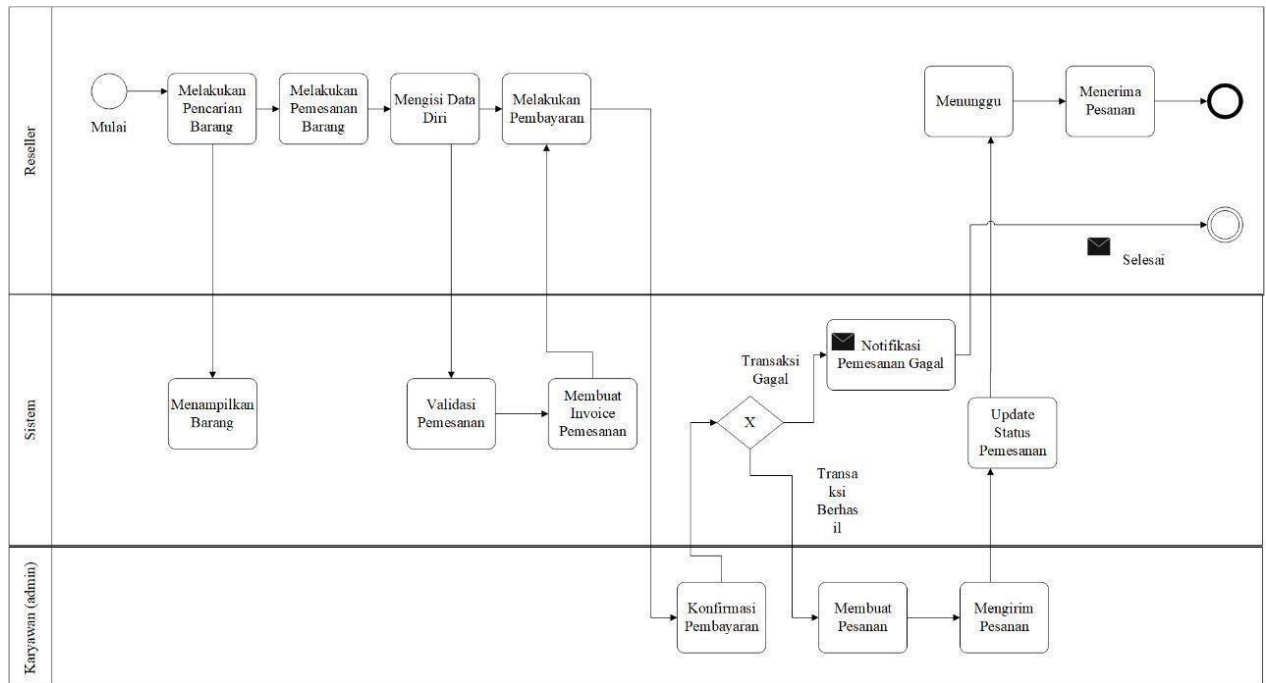 Reseller
Mulai
Melakukan
Pencarian
Barang
Melakukan
Pemesanan
Barang
Mengisi Data
Diri
Melakukan
Pembayaran
Menunggu
Menerima
Pesanan
Selesai
Sistem
Menampilkan
Barang
Validasi
Pemesanan
Membuat
Invoice
Pemesanan
X
Transaksi
Gagal
Notifikasi
Pemesanan Gagal
Transa
ksi
Berhas
il
Update
Status
Pemesanan
Karyawan (admin)
Konfirmasi
Pembayaran
Membuat
Pesanan
Mengirim
Pesanan